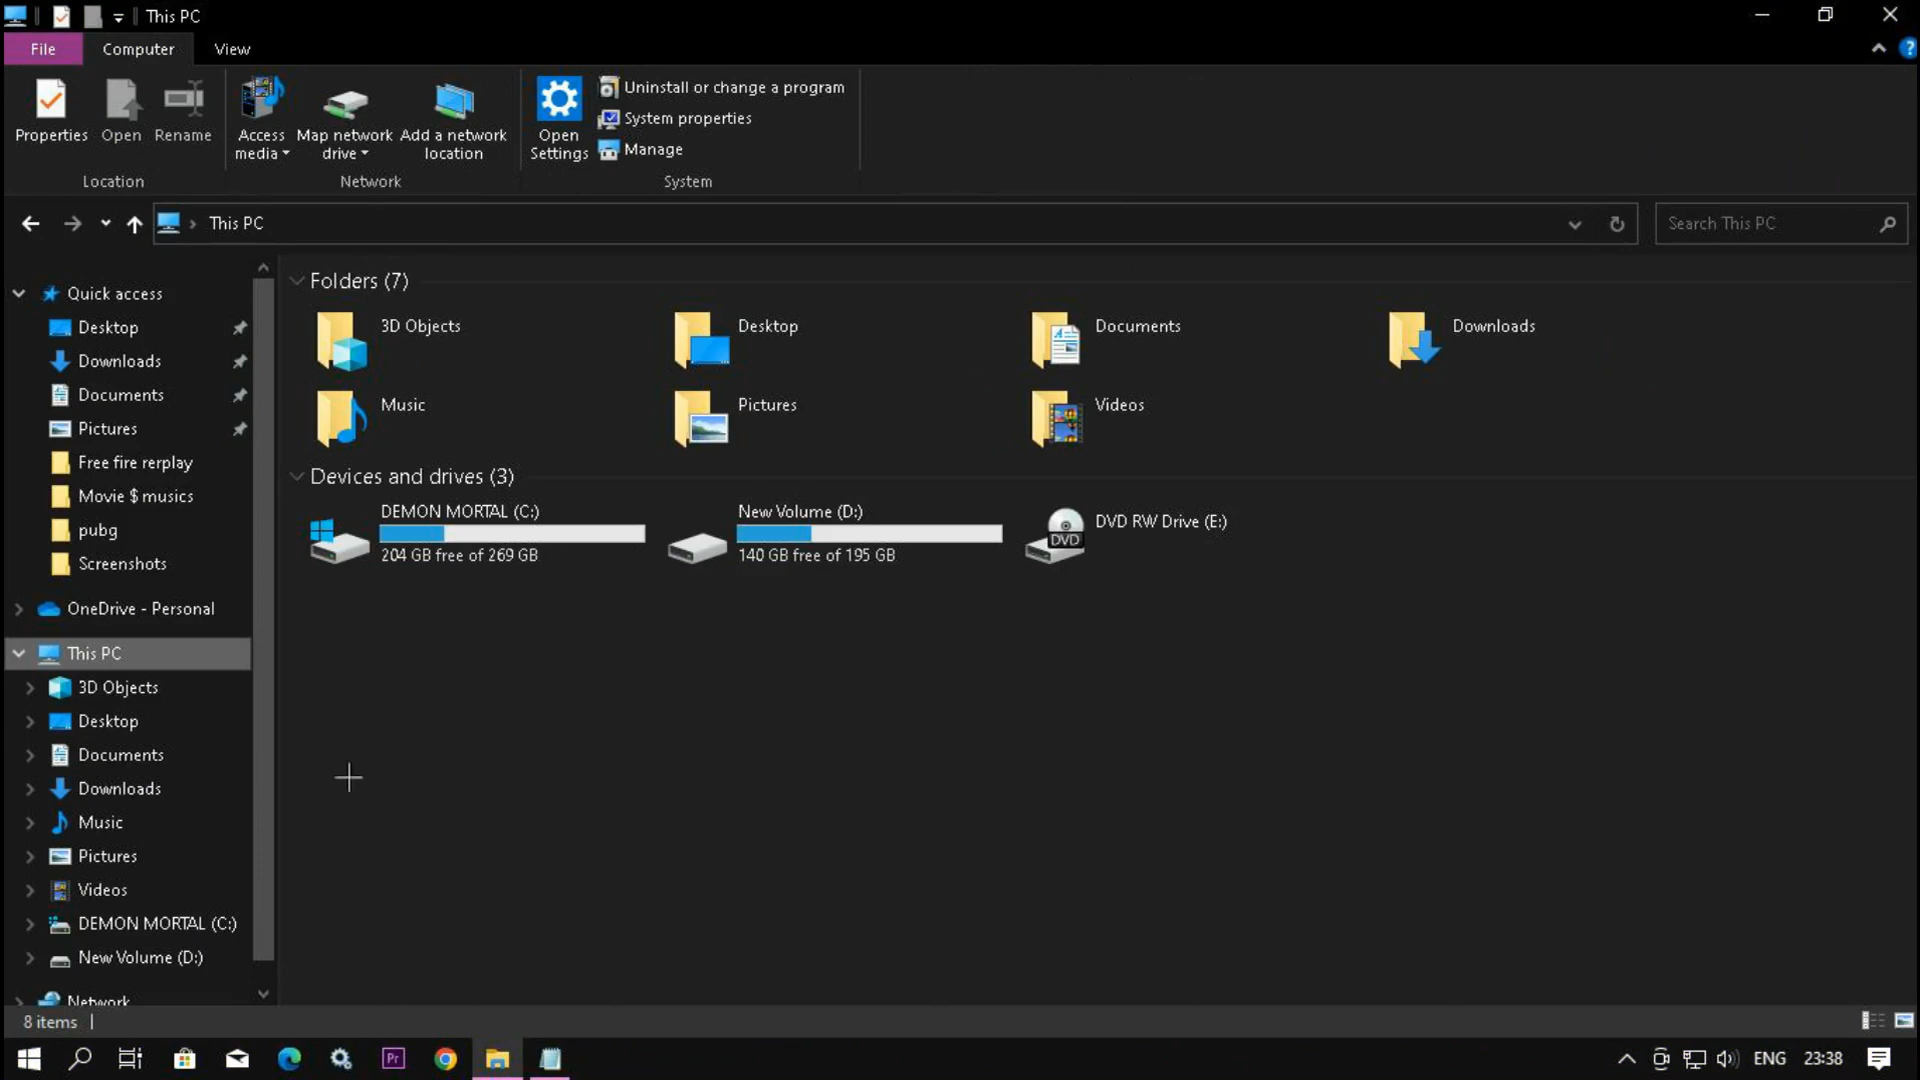 This PC
File
Computer
View
Properties
Open
Rename
Access media
Map network drive
Add a network location
Open Settings
Uninstall or change a program
System properties
Manage
Location
Network
System
This PC
Search This PC
Quick access
Desktop
Downloads
Documents
Pictures
Free fire rerplay
Movie $ musics
pubg
Screenshots
OneDrive - Personal
This PC
3D Objects
Desktop
Documents
Downloads
Music
Pictures
Videos
DEMON MORTAL (C:)
New Volume (D:)
Network
Folders (7)
3D Objects
Desktop
Documents
Downloads
Music
Pictures
Videos
Devices and drives (3)
DEMON MORTAL (C:)
204 GB free of 269 GB
New Volume (D:)
140 GB free of 195 GB
DVD
DVD RW Drive (E:)
8 items
Pr
ENG
23:38